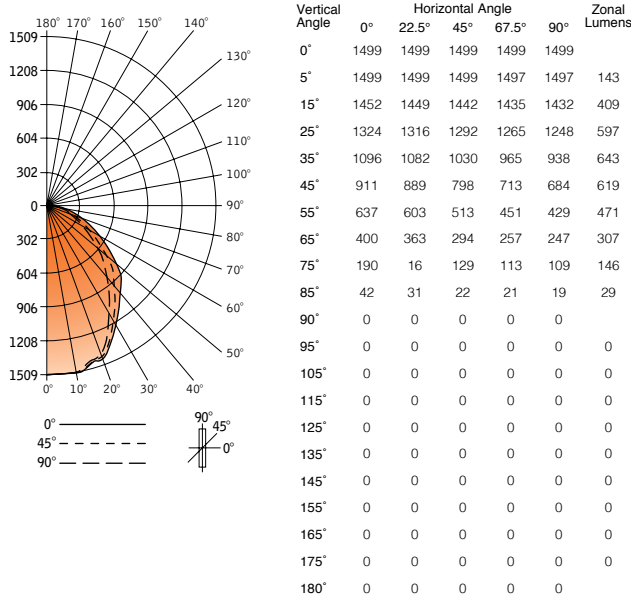 180° 170° 160° 150° 140°
130°
120°
110°
100°
90°
80°
70°
60°
50°
1509
1208
906
604
302
0
302
604
906
1208
1509
0° 10° 20° 30° 40°
0°
45°
90°
90°
45°
0°
Vertical Angle Horizontal Angle Zonal Lumens
0° 22.5° 45° 67.5° 90°
0° 1499 1499 1499 1499 1499
5° 1499 1499 1499 1497 1497 143
15° 1452 1449 1442 1435 1432 409
25° 1324 1316 1292 1265 1248 597
35° 1096 1082 1030 965 938 643
45° 911 889 798 713 684 619
55° 637 603 513 451 429 471
65° 400 363 294 257 247 307
75° 190 16 129 113 109 146
85° 42 31 22 21 19 29
90° 0 0 0 0 0
95° 0 0 0 0 0 0
105° 0 0 0 0 0 0
115° 0 0 0 0 0 0
125° 0 0 0 0 0 0
135° 0 0 0 0 0 0
145° 0 0 0 0 0 0
155° 0 0 0 0 0 0
165° 0 0 0 0 0 0
175° 0 0 0 0 0 0
180° 0 0 0 0 0